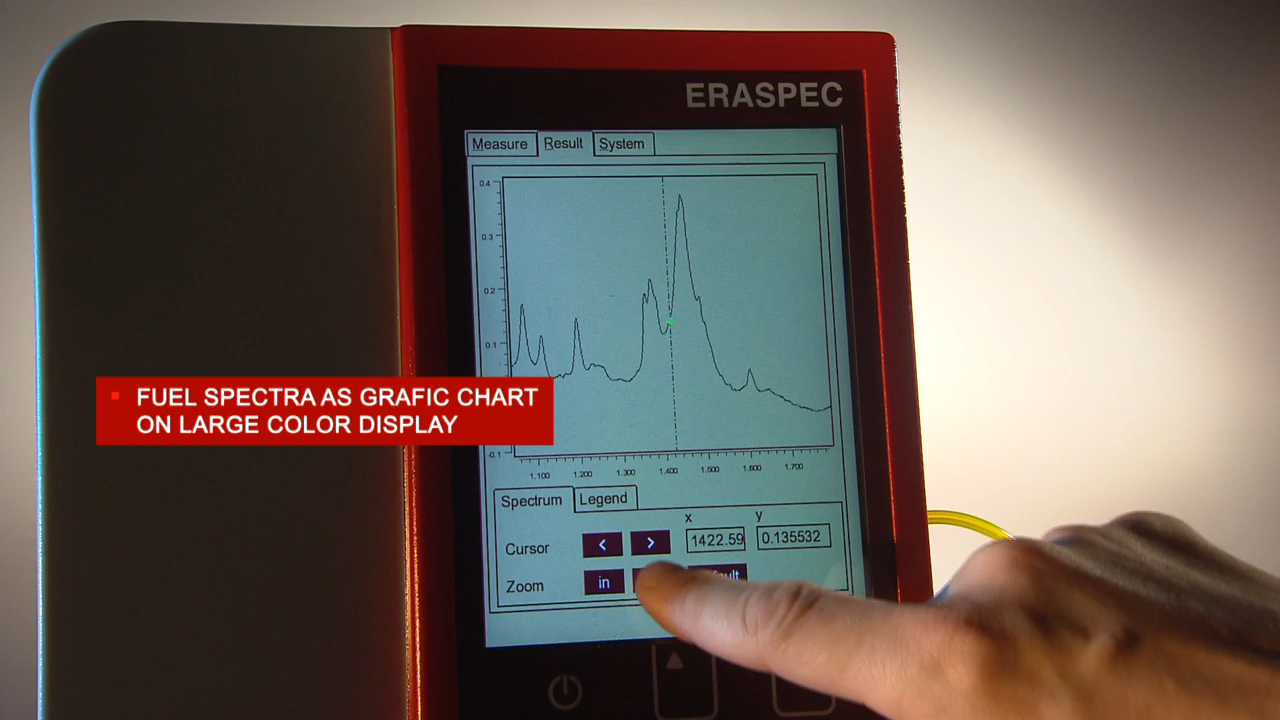 ERASPEC
Measure Result System
0.4
0.3
0.2
0.1
-0.1
1.100 1.200 1.300 1.400 1.500 1.600 1.700
FUEL SPECTRA AS GRAFIC CHART
ON LARGE COLOR DISPLAY
Spectrum Legend
x y
Cursor < > 1422.59 0.135532
Zoom in